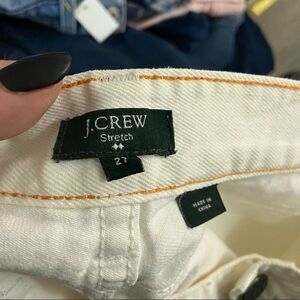 J.CREW
Stretch
27
MADE IN
CHINA